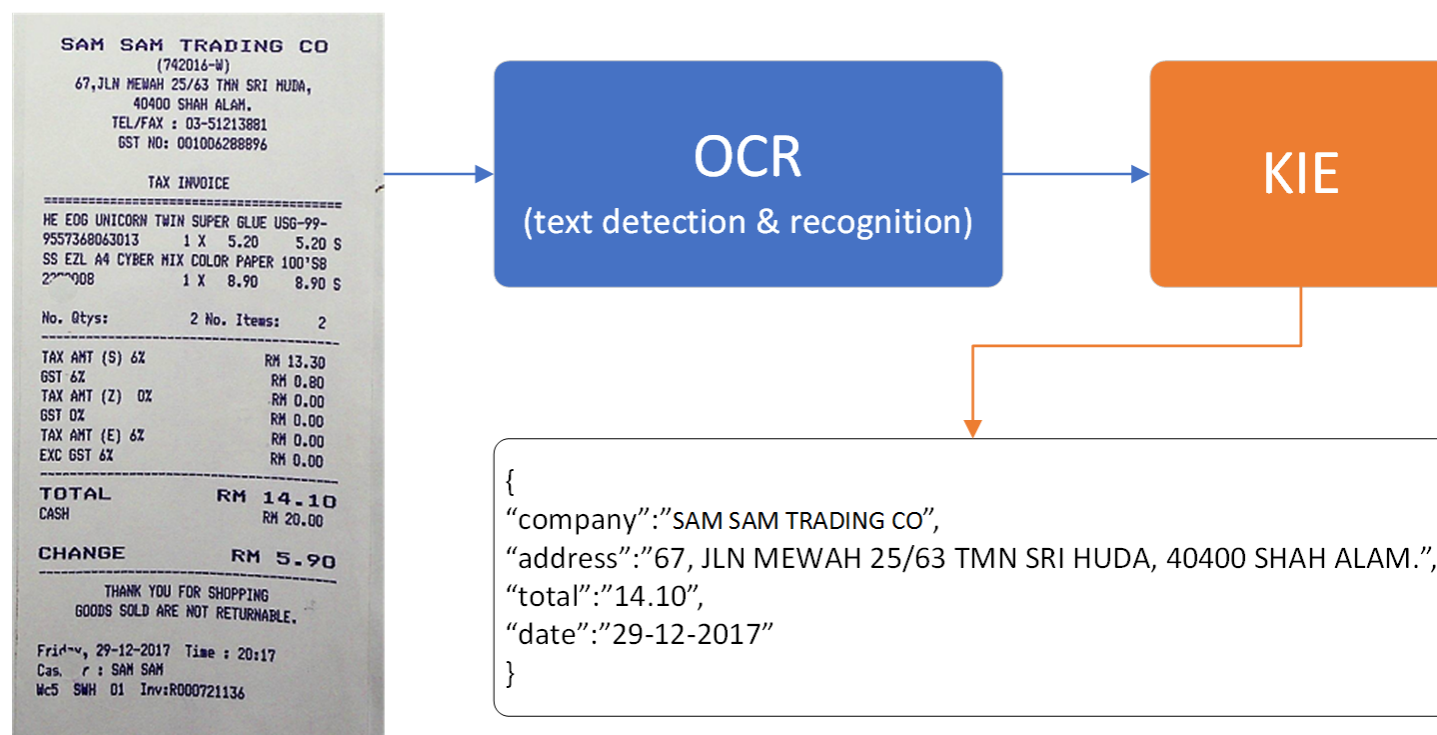 SAM SAM TRADING CO
(742016-W)
67,JLN MEWAH 25/63 TMN SRI HUDA,
40400 SHAH ALAM.
TEL/FAX : 03-51213881
GST NO: 001006288896
TAX INVOICE
HE EOG UNICORN TWIN SUPER GLUE USG-99-
9557368063013 1 X 5.20 5.20 S
SS EZL A4 CYBER MIX COLOR PAPER 100'SB
1 X 8.90 8.90 S
No. Qtys: 2 No. Items: 2
TAX AMT (S) 6% RM 13.30
GST 6% RM 0.80
TAX AMT (Z) 0% RM 0.00
GST 0% RM 0.00
TAX AMT (E) 6% RM 0.00
EXC GST 6% RM 0.00
TOTAL RM 14.10
CASH RM 20.00
CHANGE RM 5.90
THANK YOU FOR SHOPPING
GOODS SOLD ARE NOT RETURNABLE.
29-12-2017 Time : 20:17
: SAM SAM
Wc5 SWH 01 Inv:R000721136
OCR
(text detection & recognition)
KIE
{
“company”:”SAM SAM TRADING CO”,
“address”:”67, JLN MEWAH 25/63 TMN SRI HUDA, 40400 SHAH ALAM.”,
“total”:”14.10”,
“date”:”29-12-2017”
}